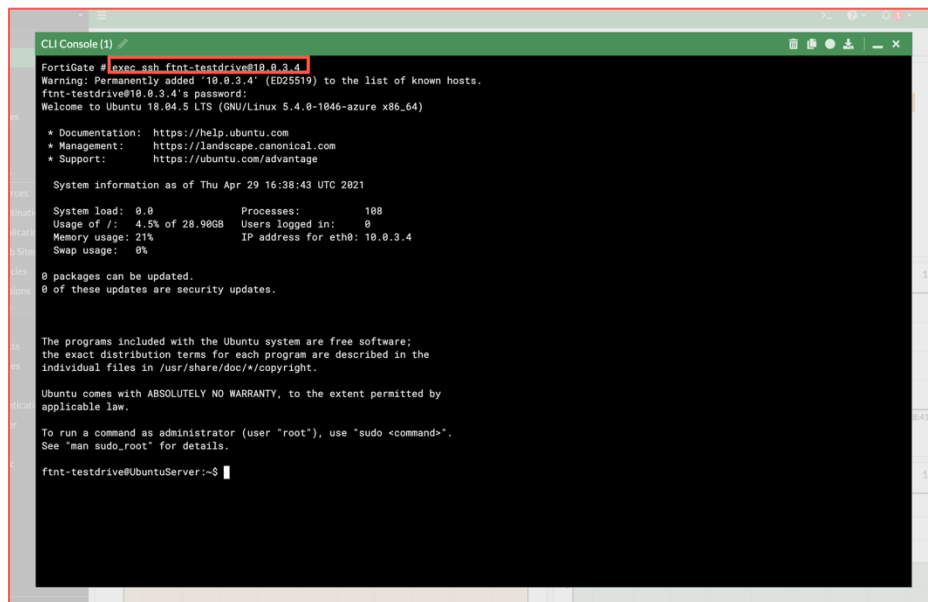 CLI Console (1)
FortiGate # exec ssh ftnt-testdrive@10.0.3.4
Warning: Permanently added '10.0.3.4' (ED25519) to the list of known hosts.
ftnt-testdrive@10.0.3.4's password:
Welcome to Ubuntu 18.04.5 LTS (GNU/Linux 5.4.0-1046-azure x86_64)
* Documentation:  https://help.ubuntu.com
* Management:     https://landscape.canonical.com
* Support:        https://ubuntu.com/advantage
System information as of Thu Apr 29 16:38:43 UTC 2021
System load:  0.0               Processes:           108
Usage of /:   4.5% of 28.90GB   Users logged in:     0
Memory usage: 21%               IP address for eth0: 10.0.3.4
Swap usage:   0%
0 packages can be updated.
0 of these updates are security updates.
The programs included with the Ubuntu system are free software;
the exact distribution terms for each program are described in the
individual files in /usr/share/doc/*/copyright.
Ubuntu comes with ABSOLUTELY NO WARRANTY, to the extent permitted by
applicable law.
To run a command as administrator (user "root"), use "sudo <command>".
See "man sudo_root" for details.
ftnt-testdrive@UbuntuServer:~$